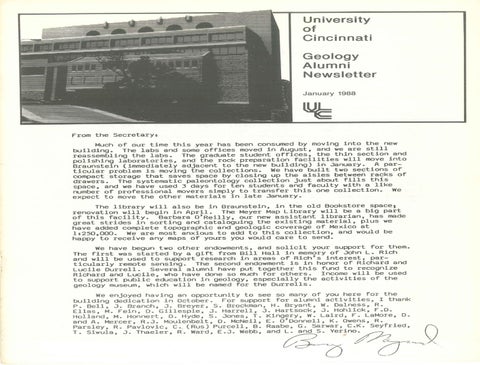 University
of
Cincinnati
Geology
Alumni
Newsletter
January 1988
UC
From the Secretary:
Much of our time this year has been consumed by moving into the new
building. The labs and some offices moved in August, and we are still
reassembling the labs. The graduate student offices, the thin section and
polishing laboratories, and the rock preparation facilities will move into
Braunstein (immediately adjacent to the new building) in January. A par-
ticular problem is moving the collections. We have built two sections of
compact storage that saves space by closing up the aisles between racks of
drawers. The systematic paleontology collection just about fills this
space, and we have used 3 days for ten students and faculty with a like
number of professional movers simply to transfer this one collection. We
expect to move the other materials in late January.
The library will also be in Braunstein, in the old Bookstore space;
renovation will begin in April. The Meyer Map Library will be a big part
of this facility. Barbara O'Reilly, our new assistant librarian, has made
great strides in sorting and cataloguing the existing material, plus we
have added complete topographic and geologic coverage of Mexico at
1:250,000. We are most anxious to add to this collection, and would be
happy to receive any maps of yours you would care to send.
We have begun two other endowments, and solicit your support for them.
The first was started by a gift from Bill Hall in memory of John L. Rich
and will be used to support research in areas of Rich's interest, par-
ticularly remote sensing. The second endowment is in honor of Richard and
Lucile Durrell. Several alumni have put together this fund to recognize
Richard and Lucile, who have done so much for others. Income will be used
to support public education in geology, especially the activities of the
geology museum, which will be named for the Durrells.
We enjoyed having an opportunity to see so many of you here for the
building dedication in October. For support for alumni activities, I thank
P. Bell, J. Branch, J. Breyer, J. Brockman, H. Bryant, W. Dalness, R.
Elias, M. Fein, D. Gillespie, J. Harrell, J. Hartsock, J. Hohlick, F.D.
Holland, M. Honnert, D. Hyde, S. Jones, T. Kingery, W. Laird, F. LaMore, D.
and A. Mercer, R.J. Moulenbelt, D. McNeil, E. O'Donnell, K. Owens, R.
Parsley, R. Pavlovic, C. (Rus) Purcell, B. Raabe, G. Sarwar, C.K. Seyfried,
T. Siwula, J. Thacler, R. Ward, E.J. Webb, and L. and S. Yerino.